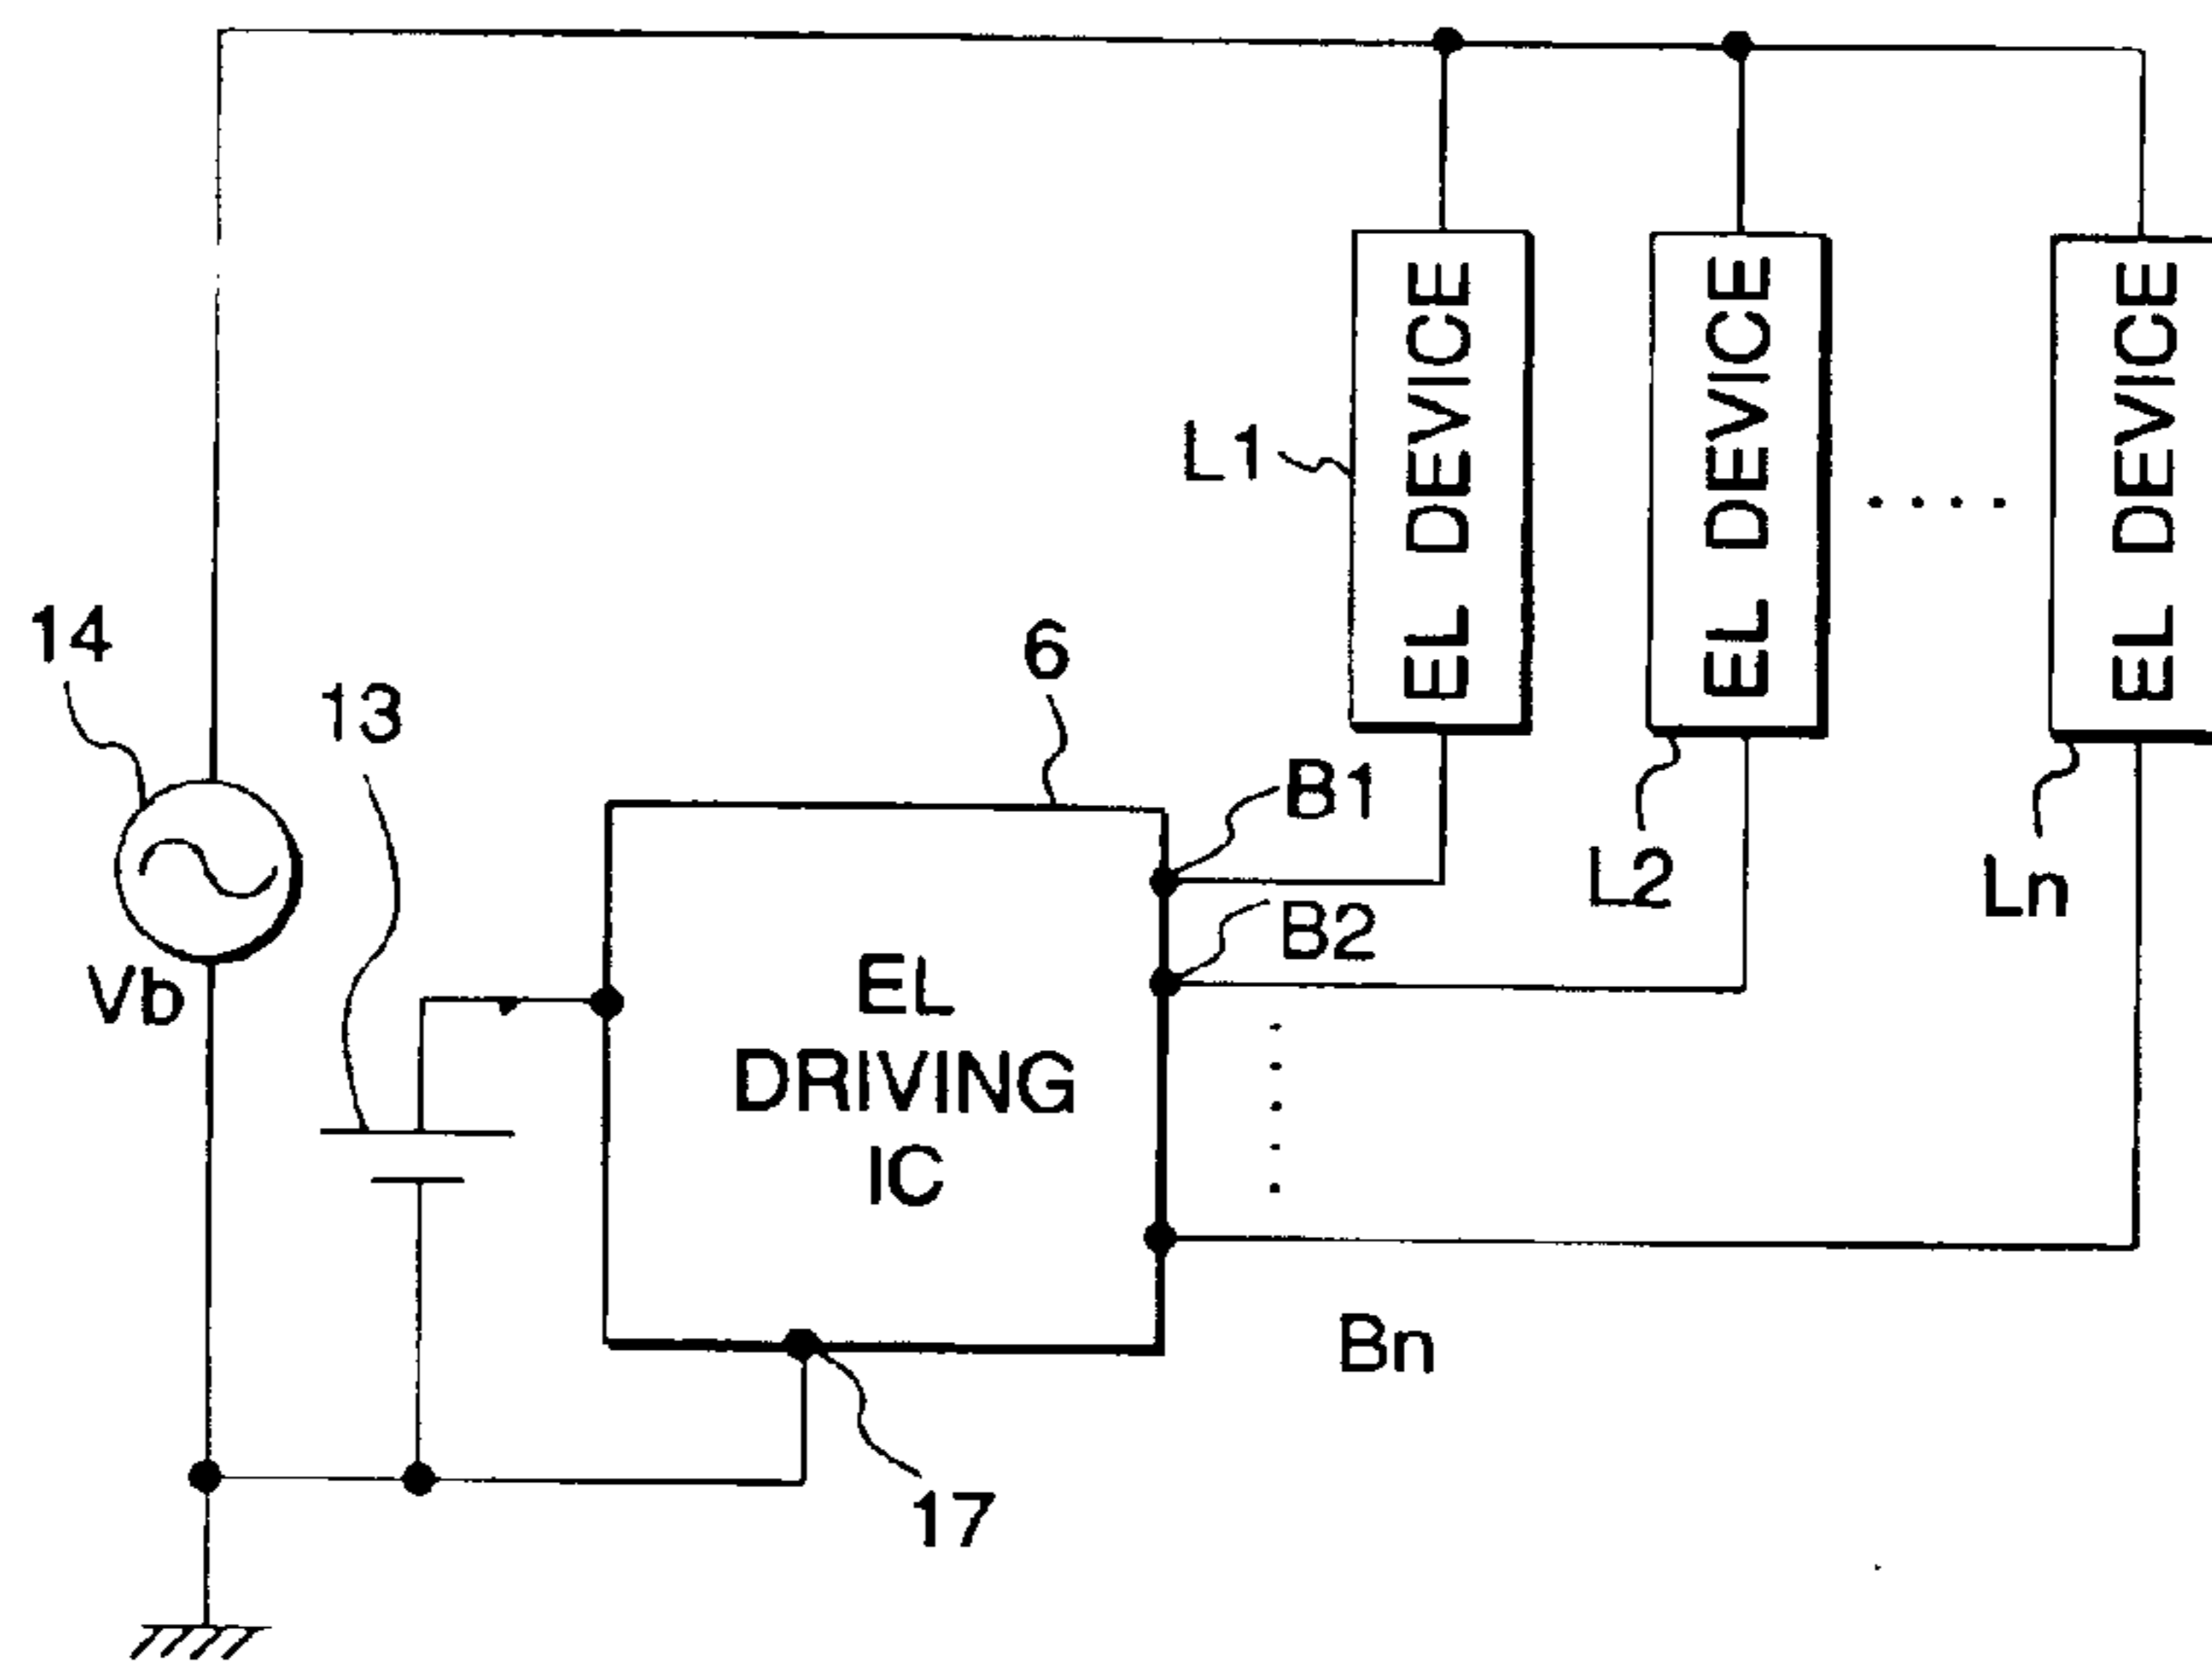 EL DEVICE
EL DEVICE
EL DEVICE
L1
14
6
13
B1
L2
Ln
B2
Vb
EL
DRIVING
IC
Bn
17